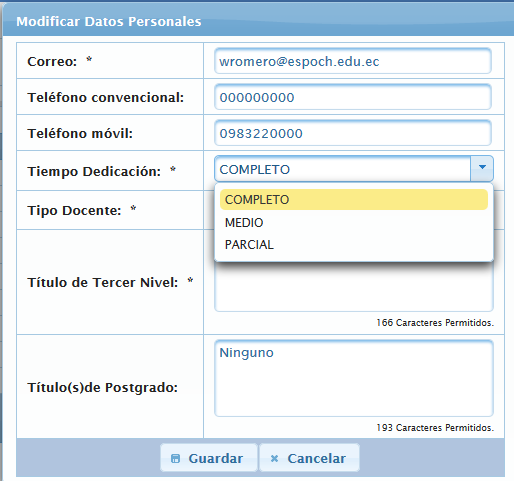 Modificar Datos Personales
Correo: * wromero@espoch.edu.ec
Teléfono convencional: 000000000
Teléfono móvil: 0983220000
Tiempo Dedicación: * COMPLETO
COMPLETO
Tipo Docente: *
MEDIO
PARCIAL
Título de Tercer Nivel: *
166 Caracteres Permitidos.
Ninguno
Título(s)de Postgrado:
193 Caracteres Permitidos.
Guardar Cancelar